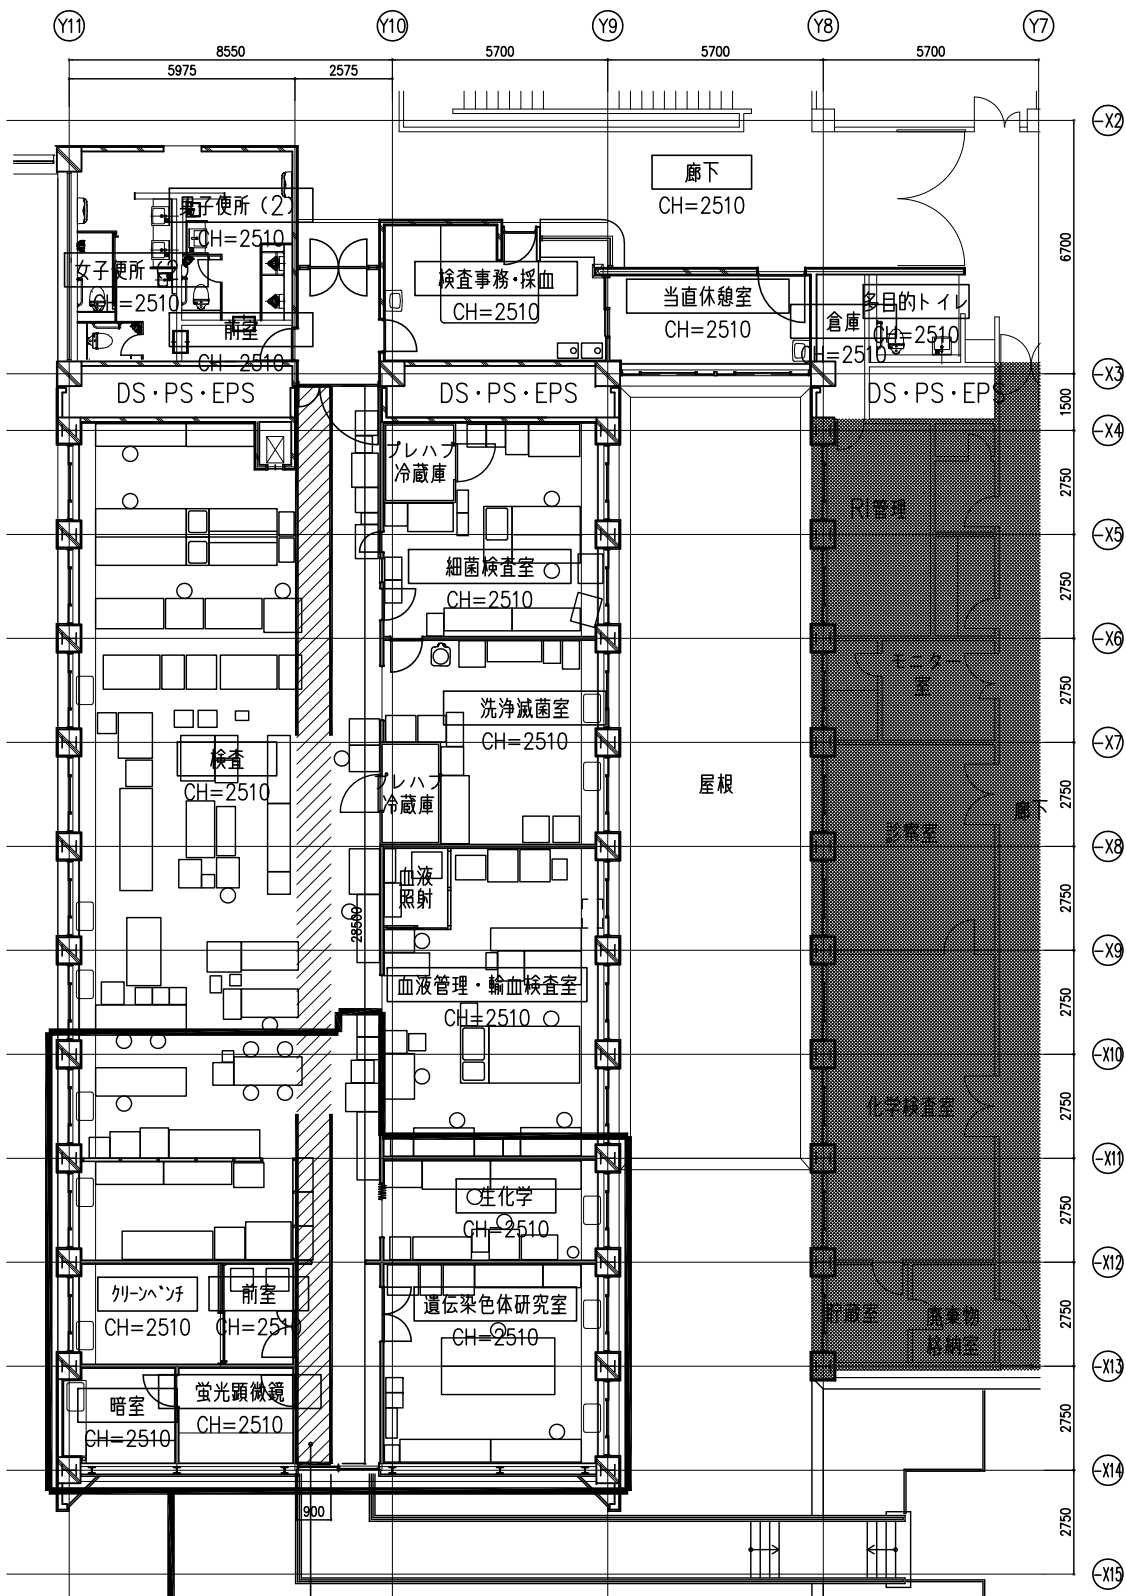 Y11
Y10
Y9
Y8
Y7
8550
5700
5700
5700
5975
2575
X2
廊下
CH=2510
男子便所（2）
CH=2510
6700
女子便所（2）
CH=2510
検査事務・採血
CH=2510
当直休憩室
CH=2510
倉庫
CH=2510
多目的トイレ
CH=2510
前室
CH=2510
X3
DS・PS・EPS
DS・PS・EPS
DS・PS・EPS
1500
X4
プレハブ
冷蔵庫
2750
RI管理
X5
細菌検査室
CH=2510
2750
X6
モニター
室
洗浄滅菌室
CH=2510
2750
X7
検査
CH=2510
プレハブ
冷蔵庫
屋根
2750
廊下
診察室
X8
血液
照射
2750
28500
X9
血液管理・輸血検査室
CH=2510
2750
X10
化学検査室
2750
X11
生化学
CH=2510
2750
X12
クリーンベンチ
CH=2510
前室
CH=2510
遺伝染色体研究室
CH=2510
貯蔵室
廃棄物
格納室
2750
X13
暗室
CH=2510
蛍光顕微鏡
CH=2510
2750
X14
900
2750
X15